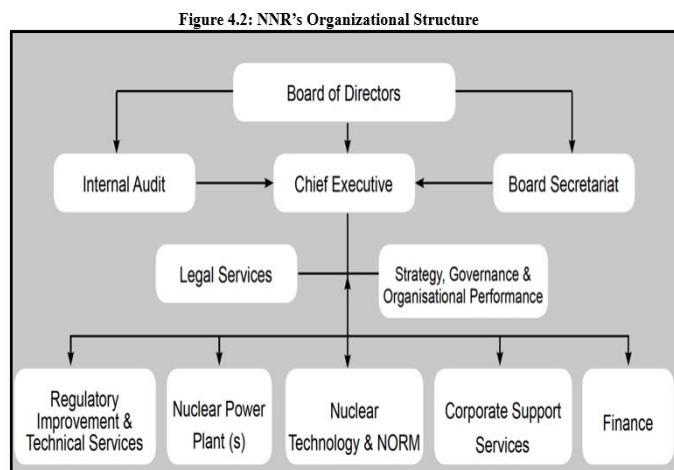 Figure 4.2: NNR's Organizational Structure
Board of Directors
Internal Audit
Chief Executive
Board Secretariat
Legal Services
Strategy, Governance &
Organisational Performance
Regulatory
Improvement &
Technical Services
Nuclear Power
Plant (s)
Nuclear
Technology & NORM
Corporate Support
Services
Finance